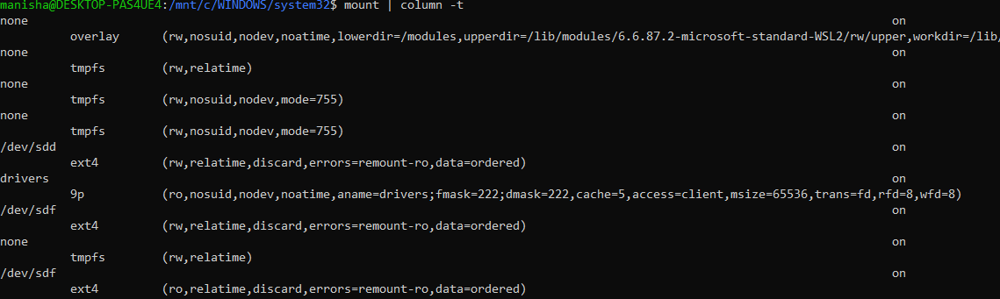 manisha@DESKTOP-PAS4UE4:/mnt/c/WINDOWS/system32$ mount | column -t
none on
overlay (rw,nosuid,nodev,noatime,lowerdir=/modules,upperdir=/lib/modules/6.6.87.2-microsoft-standard-WSL2/rw/upper,workdir=/lib/
none on
tmpfs (rw,relatime)
none on
tmpfs (rw,nosuid,nodev,mode=755)
none on
tmpfs (rw,nosuid,nodev,mode=755)
/dev/sdd on
ext4 (rw,relatime,discard,errors=remount-ro,data=ordered)
drivers on
9p (ro,nosuid,nodev,noatime,aname=drivers;fmask=222;dmask=222,cache=5,access=client,msize=65536,trans=fd,rfd=8,wfd=8)
/dev/sdf on
ext4 (rw,relatime,discard,errors=remount-ro,data=ordered)
none on
tmpfs (rw,relatime)
/dev/sdf on
ext4 (ro,relatime,discard,errors=remount-ro,data=ordered)